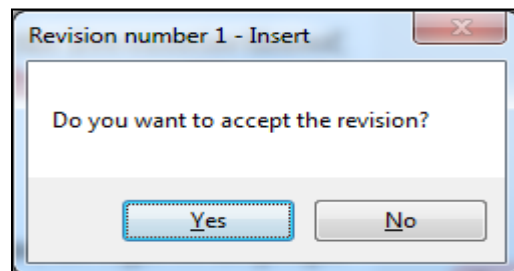 Revision number 1 - Insert
Do you want to accept the revision?
Yes No